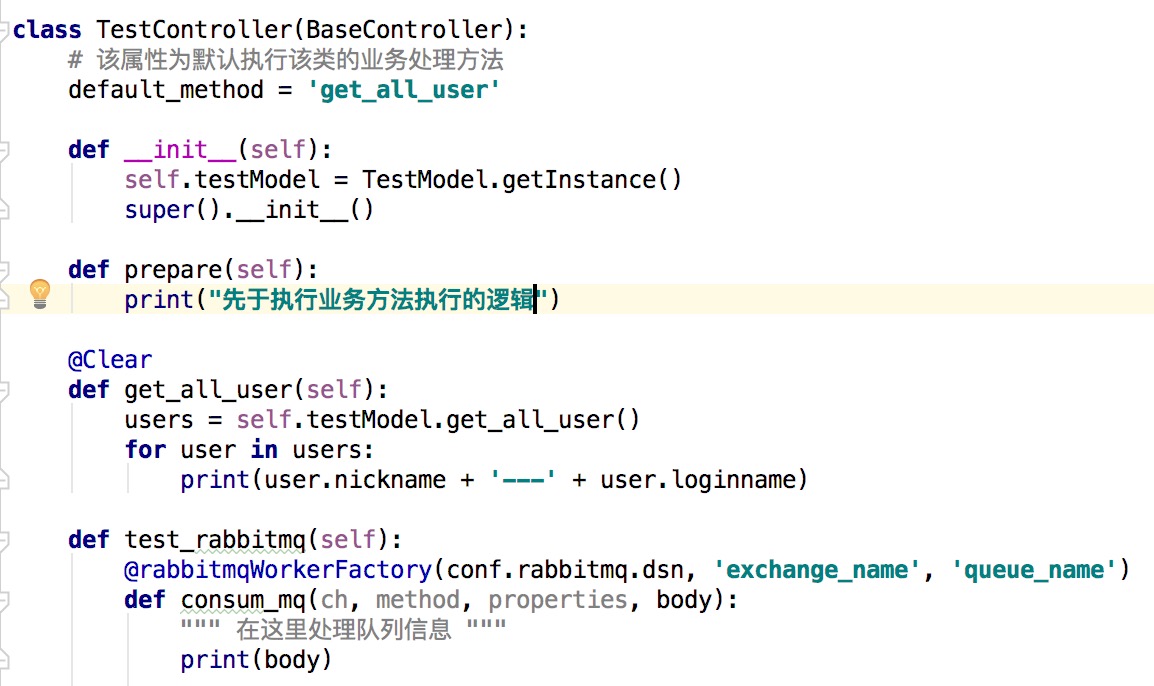 class TestController(BaseController):
    # 该属性为默认执行该类的业务处理方法
    default_method = 'get_all_user'

    def __init__(self):
        self.testModel = TestModel.getInstance()
        super().__init__()

    def prepare(self):
        print("先于执行业务方法执行的逻辑")

    @Clear
    def get_all_user(self):
        users = self.testModel.get_all_user()
        for user in users:
            print(user.nickname + '---' + user.loginname)

    def test_rabbitmq(self):
        @rabbitmqWorkerFactory(conf.rabbitmq.dsn, 'exchange_name', 'queue_name')
        def consum_mq(ch, method, properties, body):
            """ 在这里处理队列信息 """
            print(body)